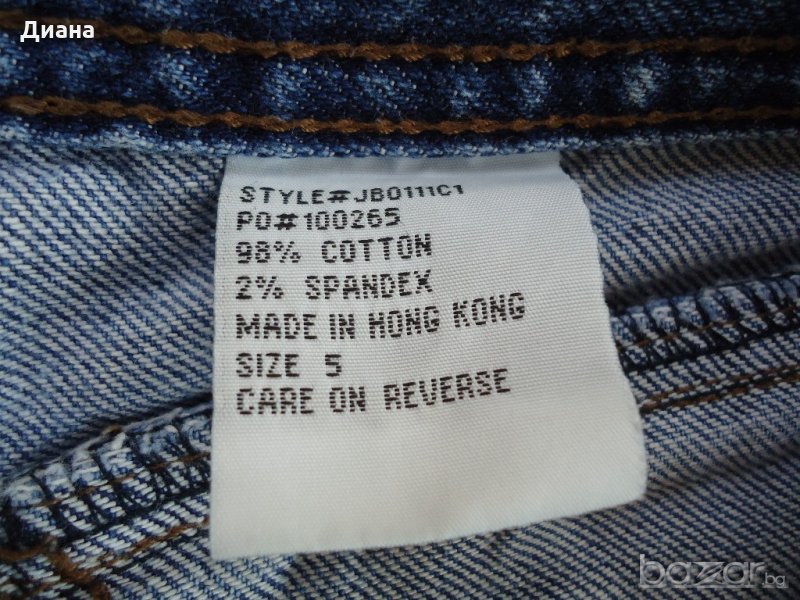 Диана
STYLE#JB0111C1
PO#100265
98% COTTON
2% SPANDEX
MADE IN HONG KONG
SIZE 5
CARE ON REVERSE
bazar.bg